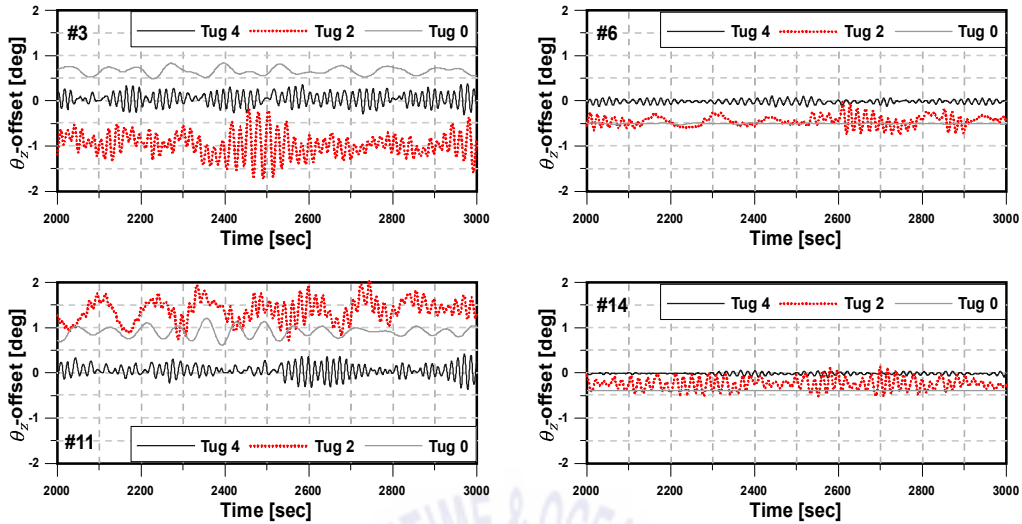 #3 Tug 4 Tug 2 Tug 0
θz-offset [deg]
2
1
0
-1
-2
2000 2200 2400 2600 2800 3000
Time [sec]
#6 Tug 4 Tug 2 Tug 0
θz-offset [deg]
2
1
0
-1
-2
2000 2200 2400 2600 2800 3000
Time [sec]
θz-offset [deg]
2
1
0
-1
-2
#11 Tug 4 Tug 2 Tug 0
2000 2200 2400 2600 2800 3000
Time [sec]
#14 Tug 4 Tug 2 Tug 0
θz-offset [deg]
2
1
0
-1
-2
2000 2200 2400 2600 2800 3000
Time [sec]